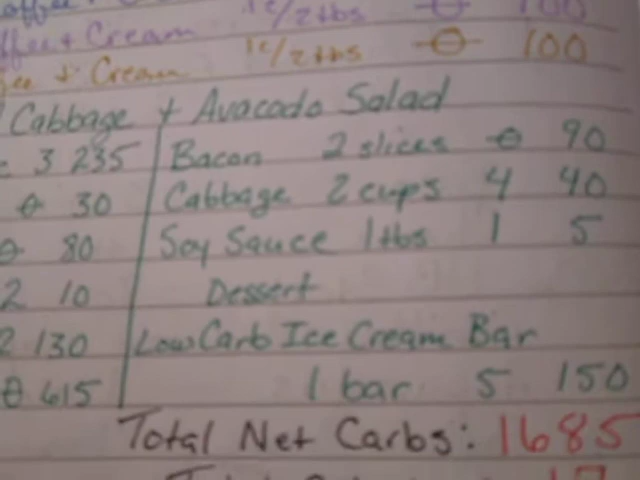 Coffee + Cream 1c/2tbs θ 100
+ Cream 1c/2tbs θ 100
Cabbage + Avacado Salad
3 235 Bacon 2 slices θ 90
θ 30 Cabbage 2 cups 4 40
θ 80 Soy Sauce 1 tbs 1 5
2 10 Dessert
2 130 Low Carb Ice Cream Bar
θ 615 1 bar 5 150
Total Net Carbs: 1685